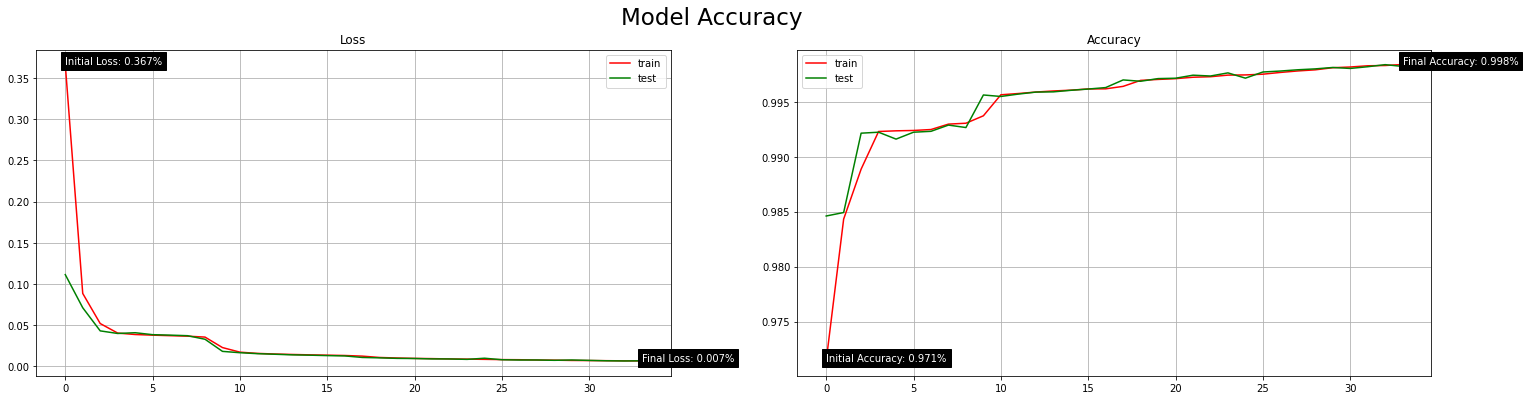 Model Accuracy
Loss
Initial Loss: 0.367%
train
test
0.35
0.30
0.25
0.20
0.15
0.10
0.05
0.00
Final Loss: 0.007%
0 5 10 15 20 25 30
Accuracy
train
test
Final Accuracy: 0.998%
0.995
0.990
0.985
0.980
0.975
Initial Accuracy: 0.971%
0 5 10 15 20 25 30